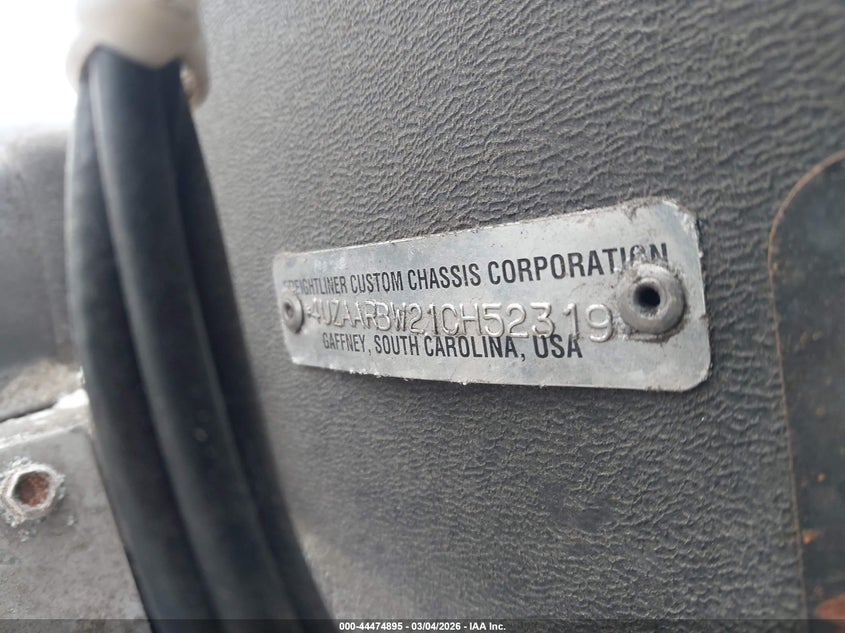 FREIGHTLINER CUSTOM CHASSIS CORPORATION
4UZAARBW21CH52319
GAFFNEY, SOUTH CAROLINA, USA
000-44474895 - 03/04/2026 - IAA Inc.